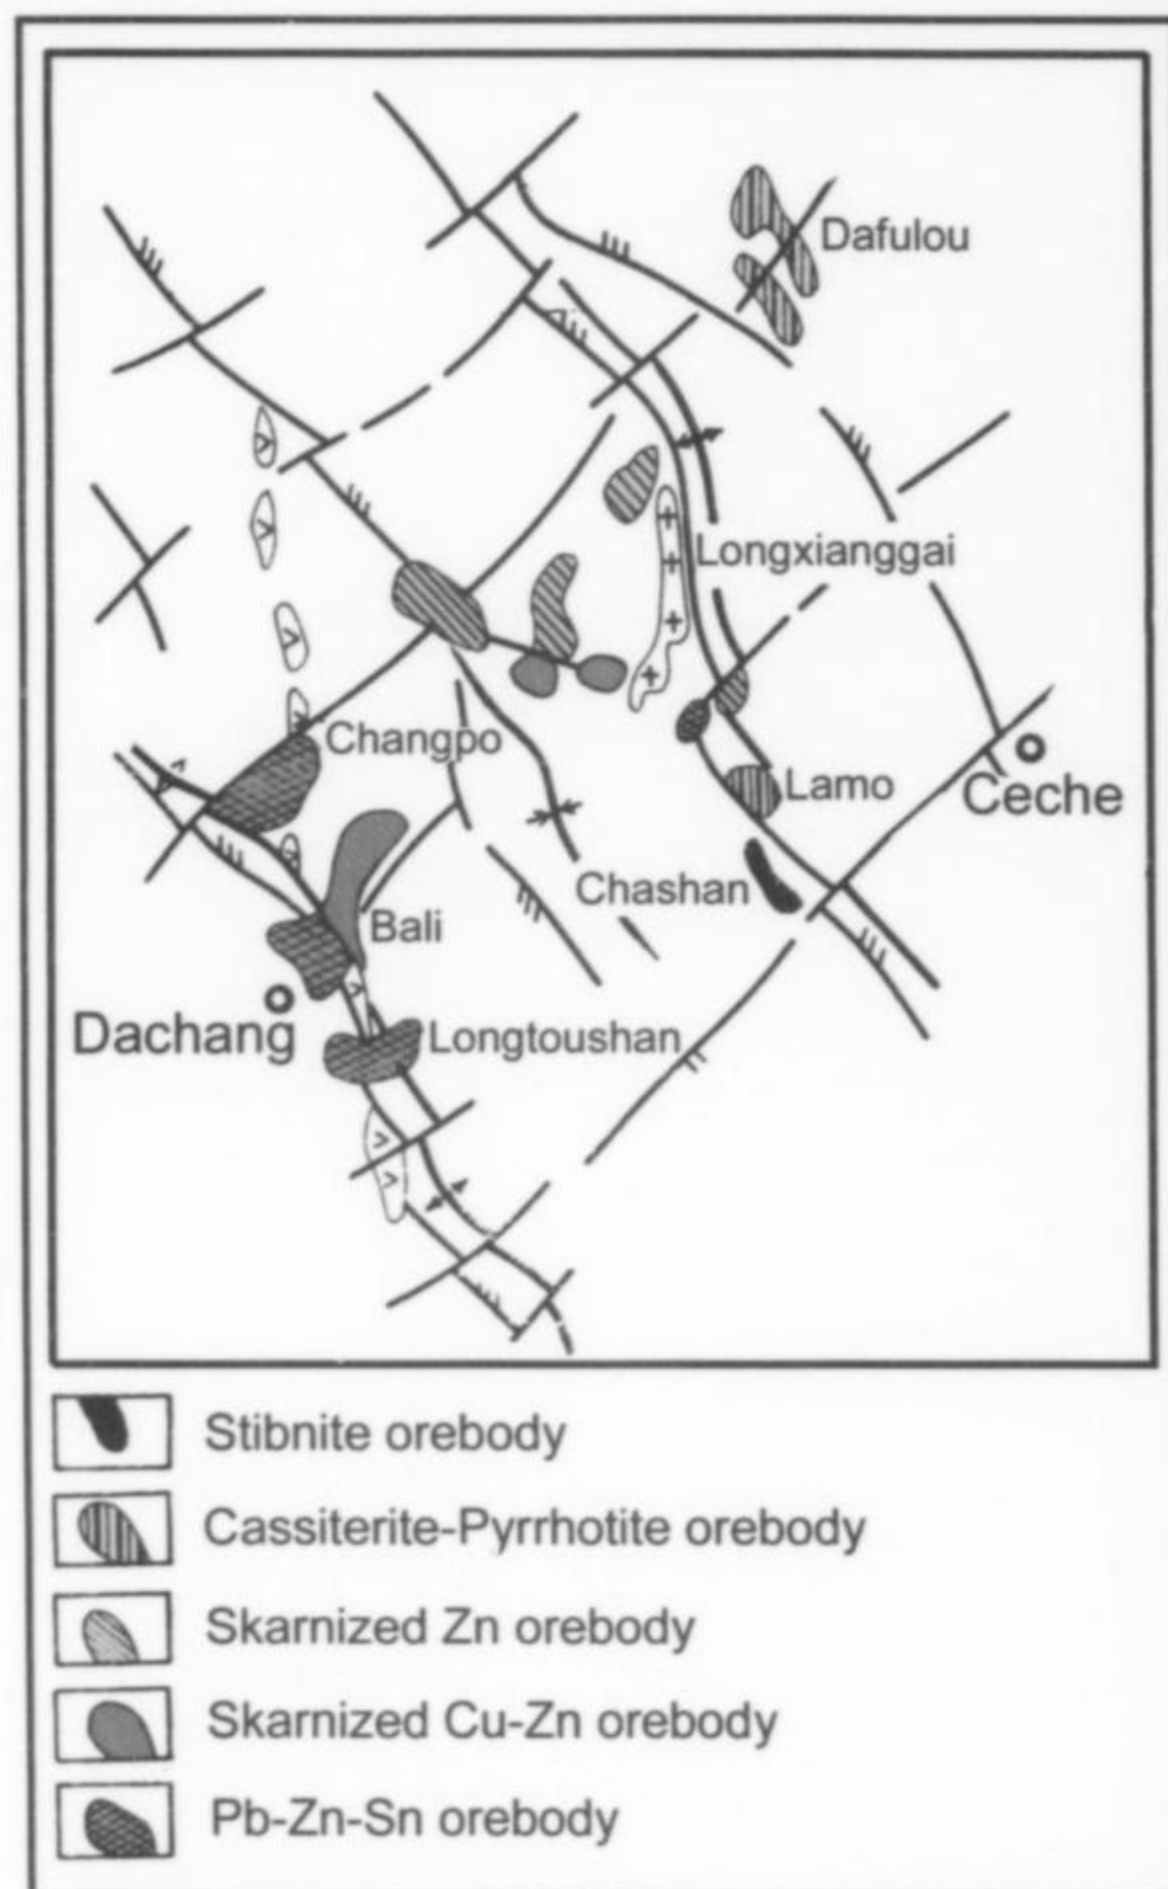 Dafulou
Longxianggai
Changpo
Lamo
Ceche
Chashan
Bali
Dachang
Longtoushan
Stibnite orebody
Cassiterite-Pyrrhotite orebody
Skarnized Zn orebody
Skarnized Cu-Zn orebody
Pb-Zn-Sn orebody